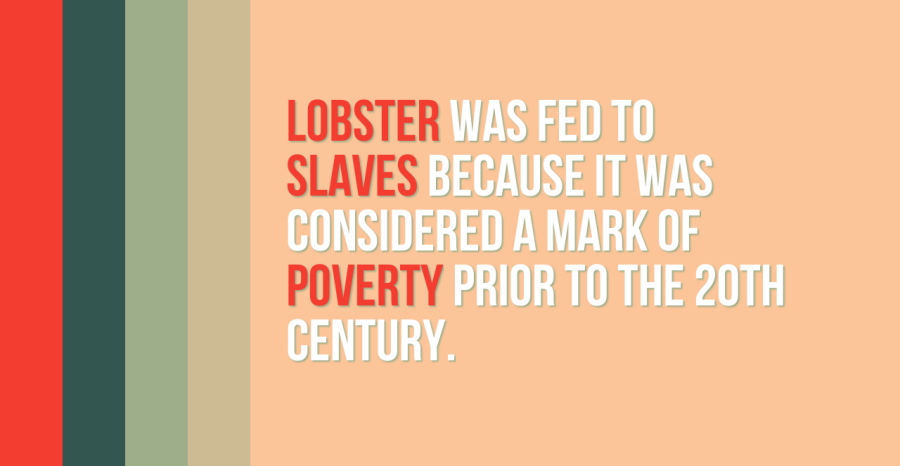 LOBSTER WAS FED TO
SLAVES BECAUSE IT WAS
CONSIDERED A MARK OF
POVERTY PRIOR TO THE 20TH
CENTURY.